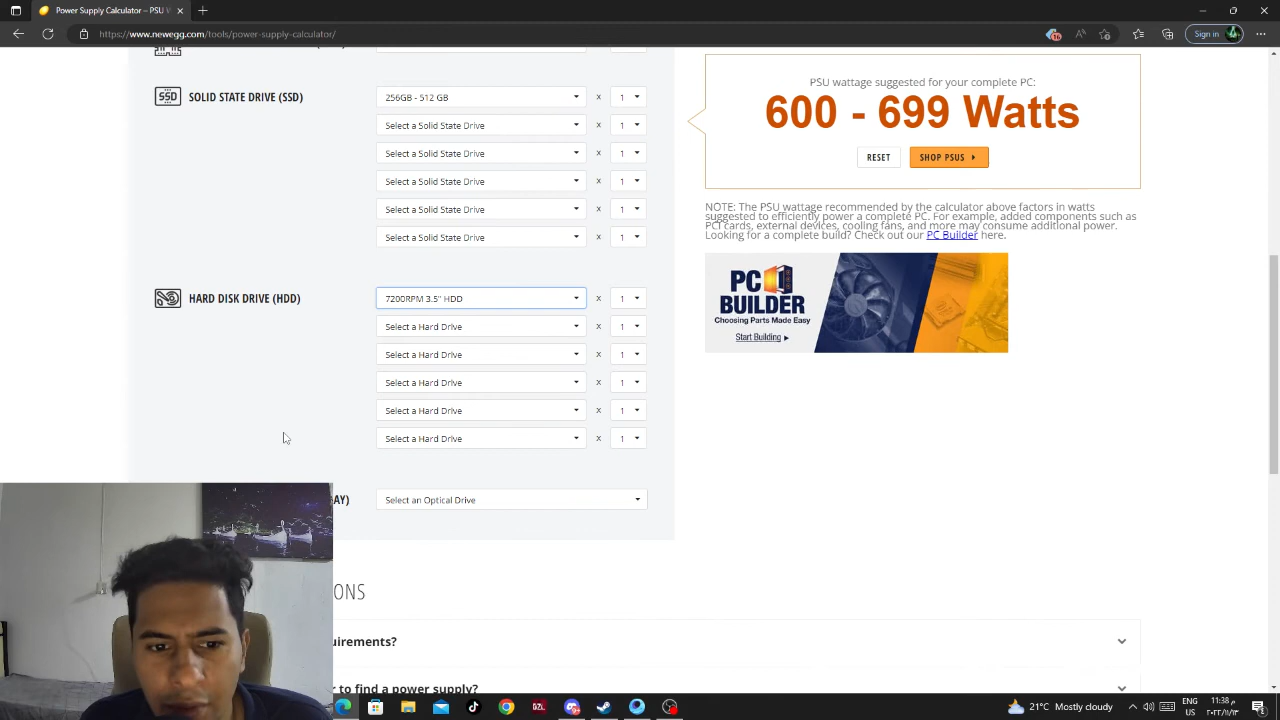 Calculator - Power Supply W
https://www.newegg.com/tools/power-supply-calculator/
Sign in
PSU wattage suggested for your complete PC:
600 - 699 Watts
RESET
SHOP PSUS
SSD
SOLID STATE DRIVE (SSD)
256GB - 512 GB x 1
Select a Solid State Drive x 1
Select a Solid State Drive x 1
Select a Solid State Drive x 1
Select a Solid State Drive x 1
Select a Solid State Drive x 1
NOTE: The PSU wattage recommended by the calculator above factors in watts
suggested to efficiently power a complete PC. For example, added components such as
PCI cards, external devices, cooling fans, and more may consume additional power.
Looking for a complete build? Check out our PC Builder here.
PC
BUILDER
Choosing Parts Made Easy
Start Building
HARD DISK DRIVE (HDD)
7200RPM 3.5" HDD x 1
Select a Hard Drive x 1
Select a Hard Drive x 1
Select a Hard Drive x 1
Select a Hard Drive x 1
Select a Hard Drive x 1
AY)
Select an Optical Drive
ONS
uirements?
r to find a power supply?
21°C Mostly cloudy
ENG
US
11:38